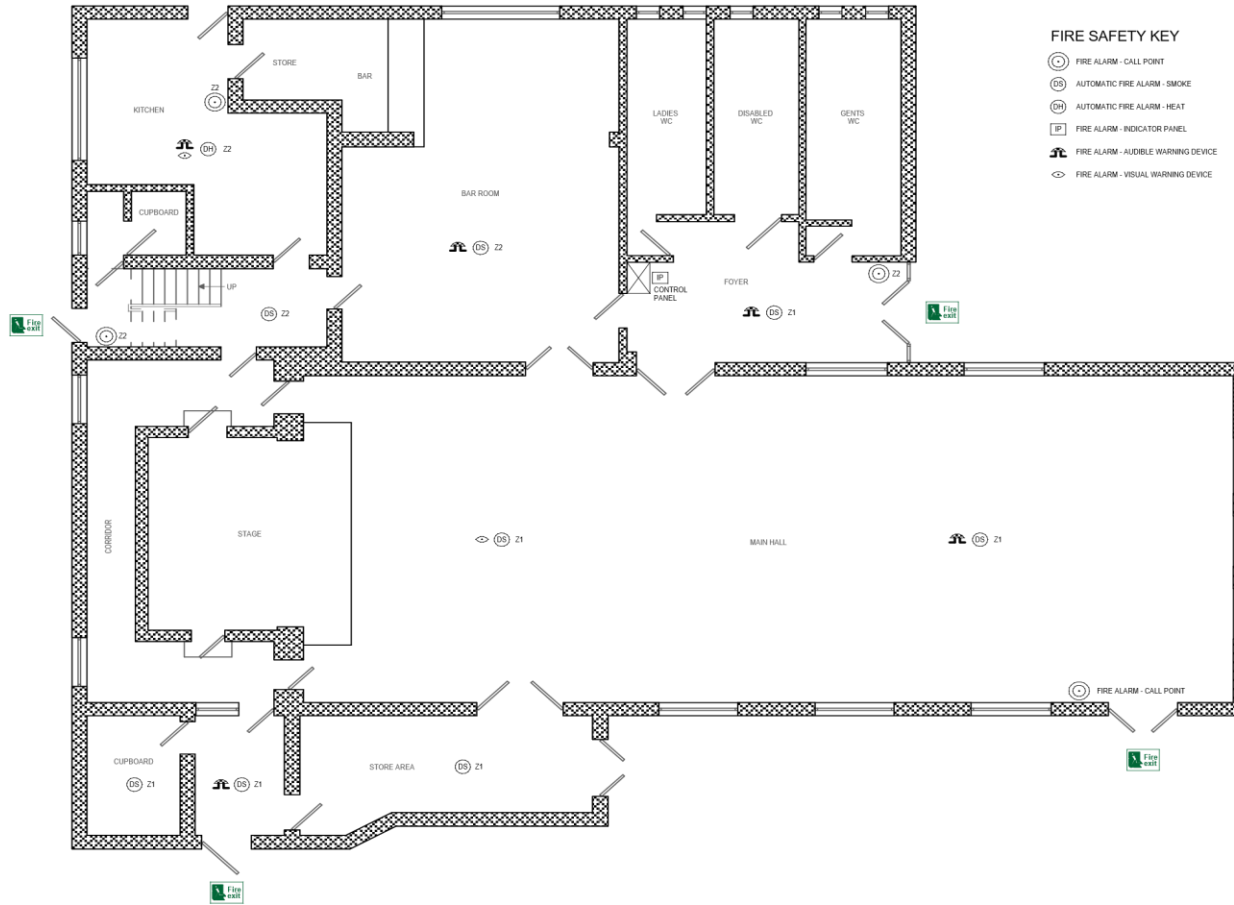 FIRE SAFETY KEY
FIRE ALARM - CALL POINT
DS AUTOMATIC FIRE ALARM - SMOKE
DH AUTOMATIC FIRE ALARM - HEAT
IP FIRE ALARM - INDICATOR PANEL
FIRE ALARM - AUDIBLE WARNING DEVICE
FIRE ALARM - VISUAL WARNING DEVICE
STORE
BAR
Z2
KITCHEN
LADIES
WC
DISABLED
WC
GENTS
WC
DH Z2
BAR ROOM
CUPBOARD
DS Z2
Z2
UP
IP
CONTROL
PANEL
FOYER
DS Z1
Fire
exit
DS Z2
Fire
exit
Z2
CORRIDOR
STAGE
DS Z1
MAIN HALL
DS Z1
FIRE ALARM - CALL POINT
Fire
exit
CUPBOARD
DS Z1
DS Z1
STORE AREA
DS Z1
Fire
exit